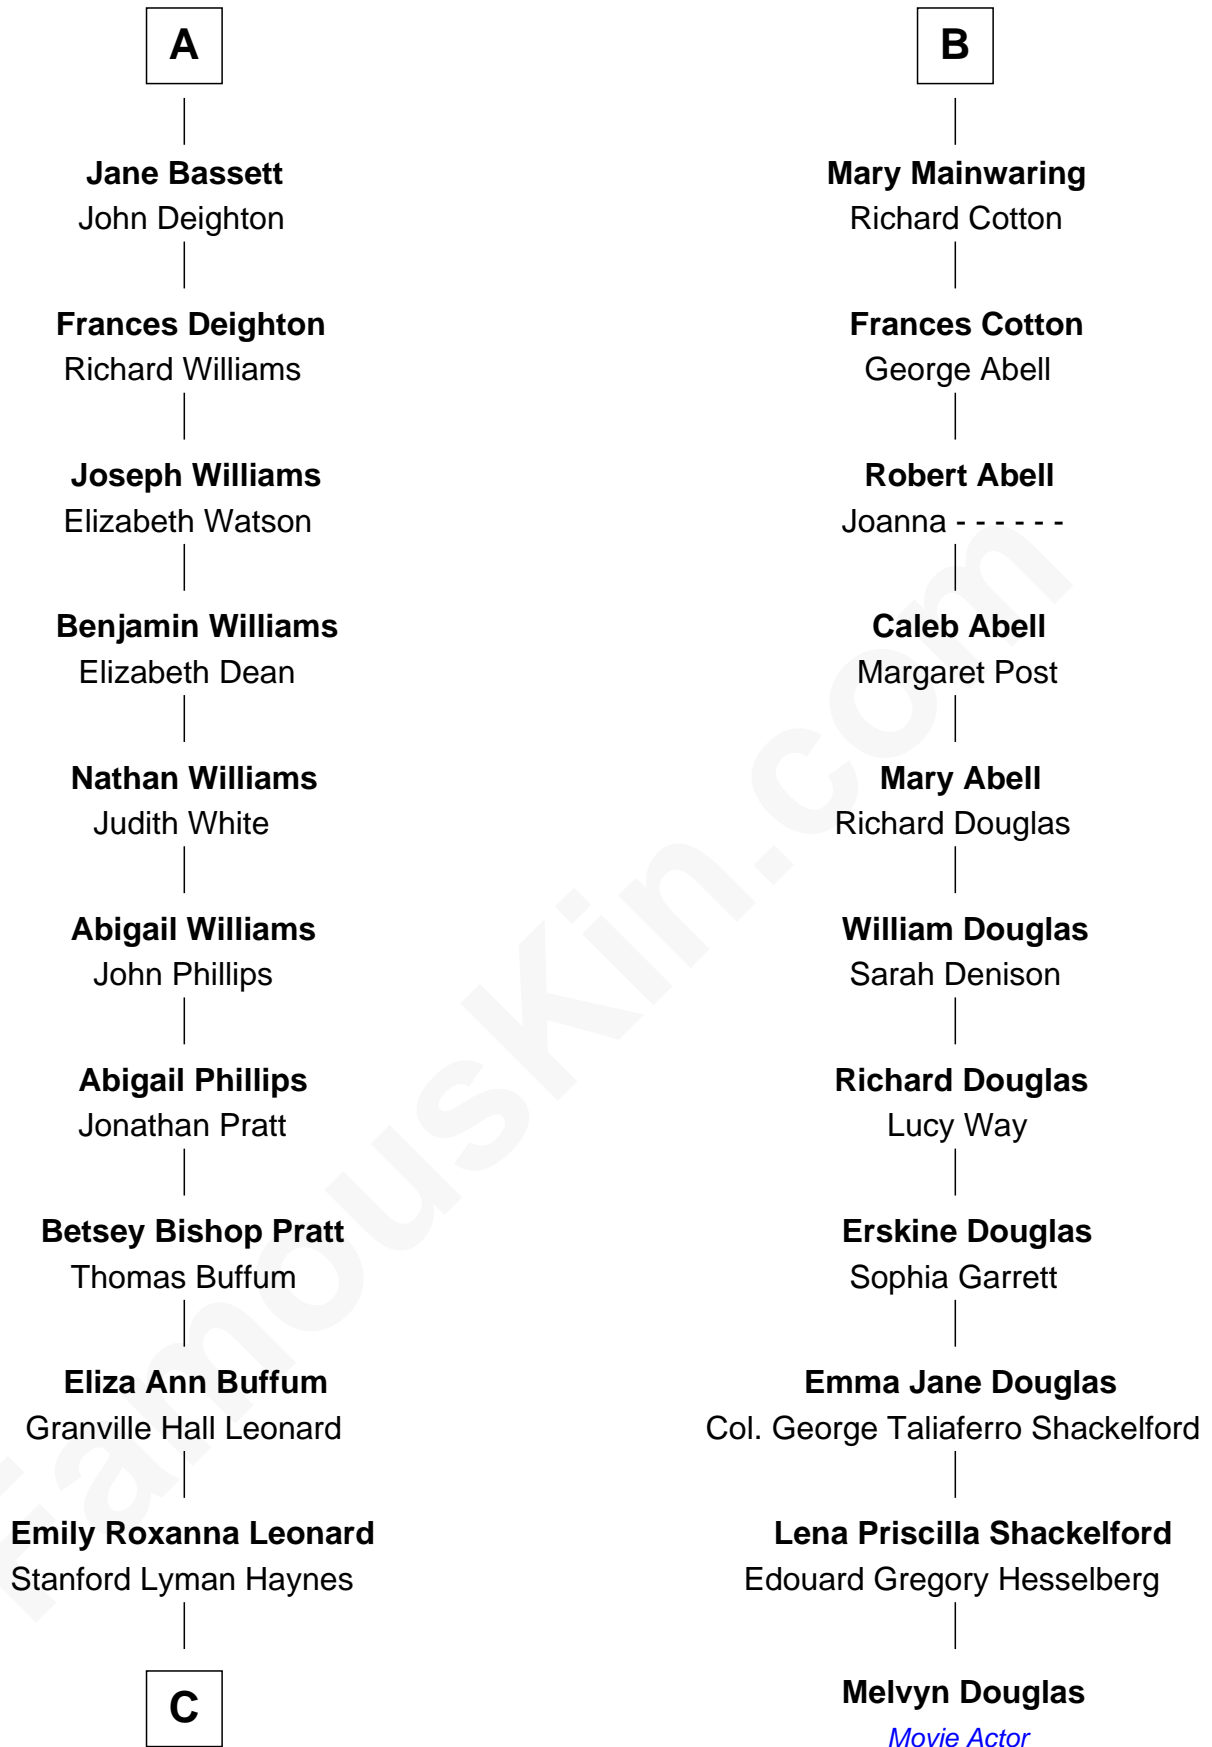 A
Jane Bassett
John Deighton
Frances Deighton
Richard Williams
Joseph Williams
Elizabeth Watson
Benjamin Williams
Elizabeth Dean
Nathan Williams
Judith White
Abigail Williams
John Phillips
Abigail Phillips
Jonathan Pratt
Betsey Bishop Pratt
Thomas Buffum
Eliza Ann Buffum
Granville Hall Leonard
Emily Roxanna Leonard
Stanford Lyman Haynes
C
B
Mary Mainwaring
Richard Cotton
Frances Cotton
George Abell
Robert Abell
Joanna - - - - - -
Caleb Abell
Margaret Post
Mary Abell
Richard Douglas
William Douglas
Sarah Denison
Richard Douglas
Lucy Way
Erskine Douglas
Sophia Garrett
Emma Jane Douglas
Col. George Taliaferro Shackelford
Lena Priscilla Shackelford
Edouard Gregory Hesselberg
Melvyn Douglas
Movie Actor
FamousKin.com